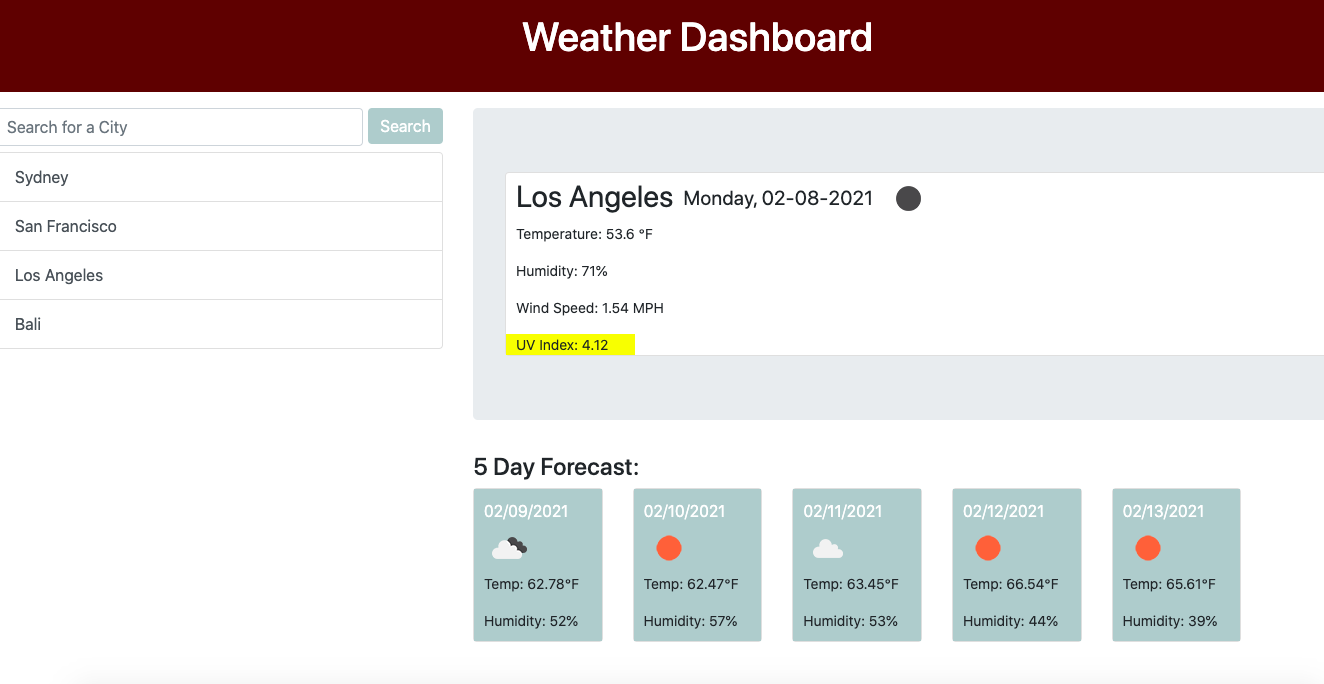 Weather Dashboard
Search for a City
Search
Sydney
San Francisco
Los Angeles
Bali
Los Angeles Monday, 02-08-2021
Temperature: 53.6 °F
Humidity: 71%
Wind Speed: 1.54 MPH
UV Index: 4.12
5 Day Forecast:
02/09/2021
Temp: 62.78°F
Humidity: 52%
02/10/2021
Temp: 62.47°F
Humidity: 57%
02/11/2021
Temp: 63.45°F
Humidity: 53%
02/12/2021
Temp: 66.54°F
Humidity: 44%
02/13/2021
Temp: 65.61°F
Humidity: 39%